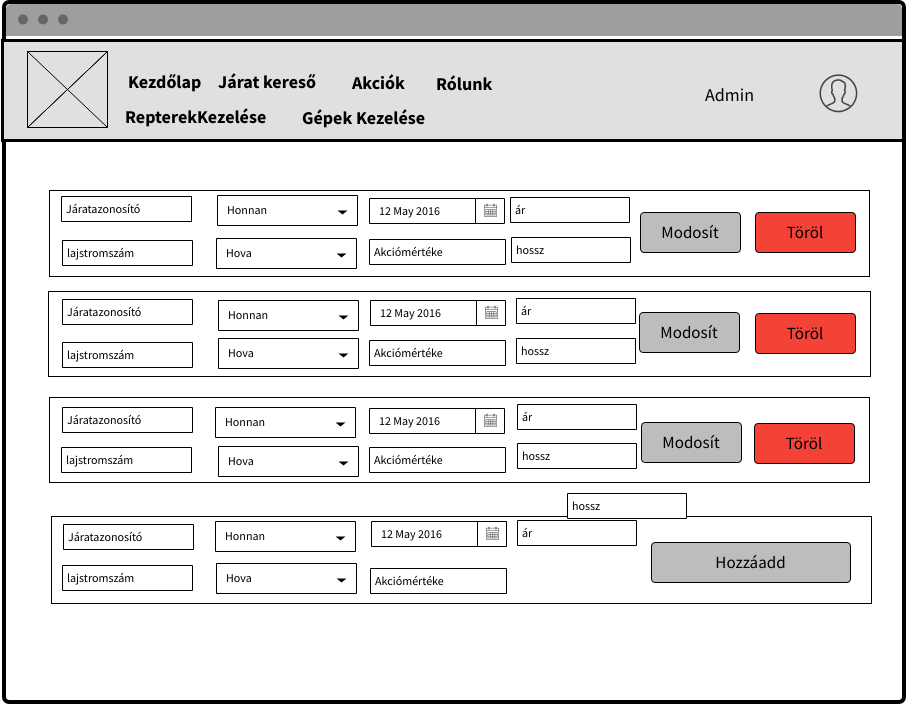 Kezdőlap Járat kereső Akciók Rólunk
Admin
RepterekKezelése Gépek Kezelése
Járatazonosító Honnan 12 May 2016 ár
Modosít Töröl
lajstromszám Hova Akciómértéke hossz
Járatazonosító Honnan 12 May 2016 ár
Modosít Töröl
lajstromszám Hova Akciómértéke hossz
Járatazonosító Honnan 12 May 2016 ár
Modosít Töröl
lajstromszám Hova Akciómértéke hossz
hossz
Járatazonosító Honnan 12 May 2016 ár
Hozzáadd
lajstromszám Hova Akciómértéke